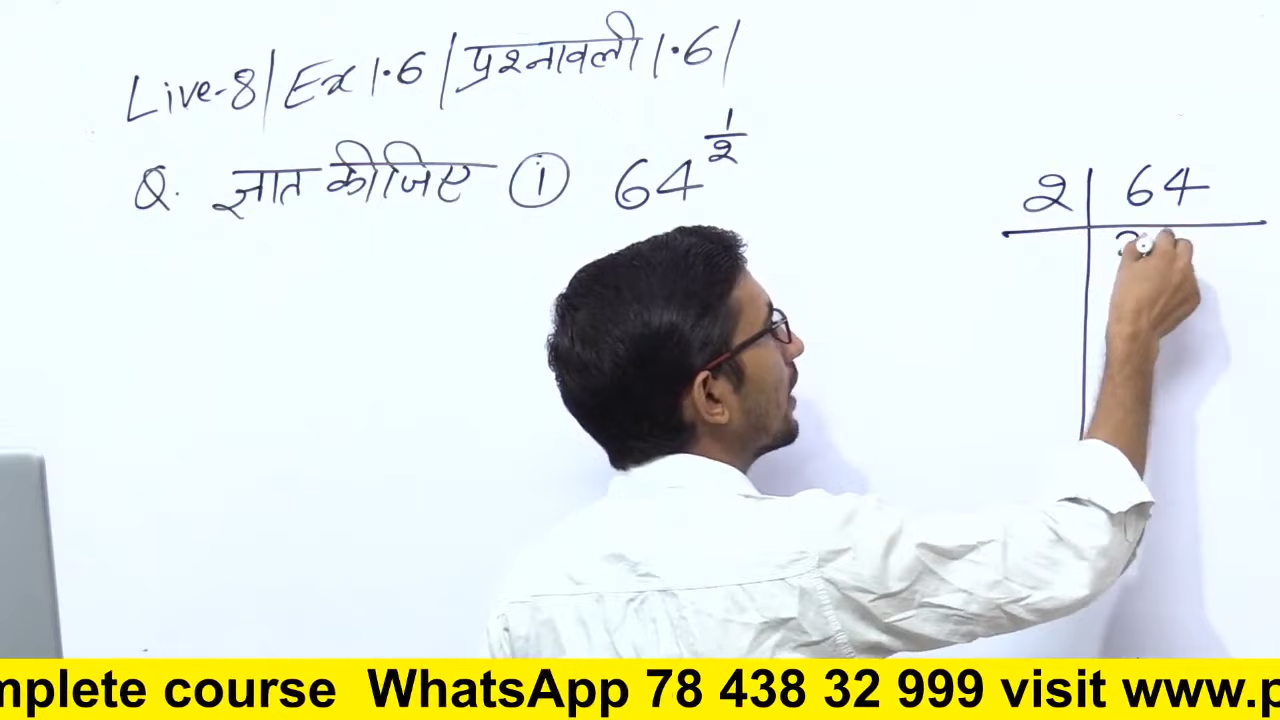 Live-8| Ex 1.6 | प्रश्नावली 1.6|
Q. ज्ञात कीजिए ⓘ 64^{\frac{1}{2}}
2 | 64
mplete course WhatsApp 78 438 32 999 visit www.p